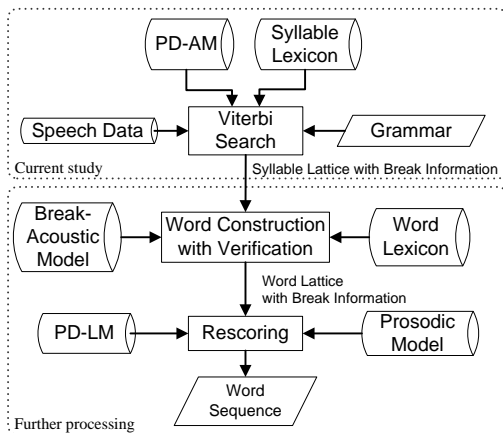 PD-AM
Syllable
Lexicon
Speech Data
Viterbi
Search
Grammar
Current study
Syllable Lattice with Break Information
Break-
Acoustic
Model
Word Construction
with Verification
Word
Lexicon
Word Lattice
with Break Information
PD-LM
Rescoring
Prosodic
Model
Word
Sequence
Further processing